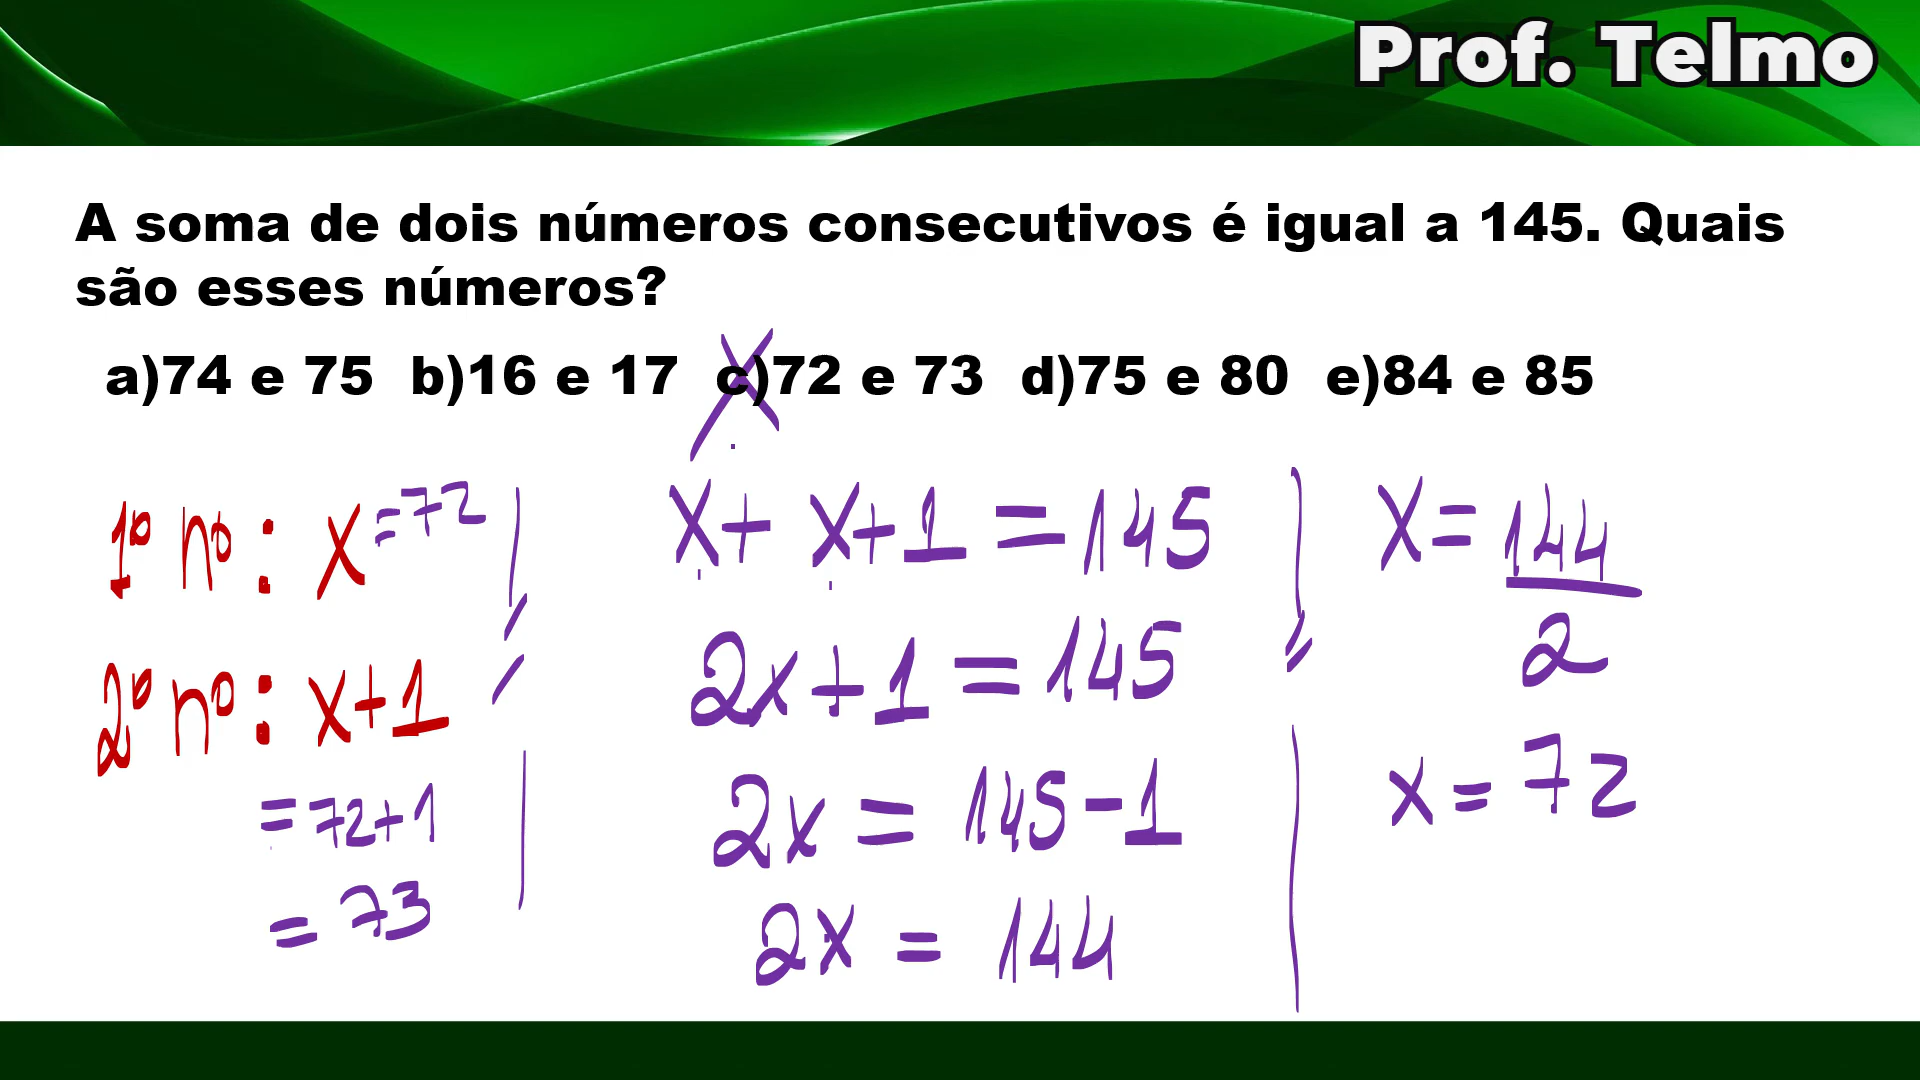 Prof. Telmo
A soma de dois números consecutivos é igual a 145. Quais
são esses números?
a)74 e 75 b)16 e 17 c)72 e 73 d)75 e 80 e)84 e 85
1º nº: x =72
2º nº: x+1
=72+1
=73
x+ x+1=145
2x+1=145
2x = 145-1
2x = 144
x= 144
2
x= 72